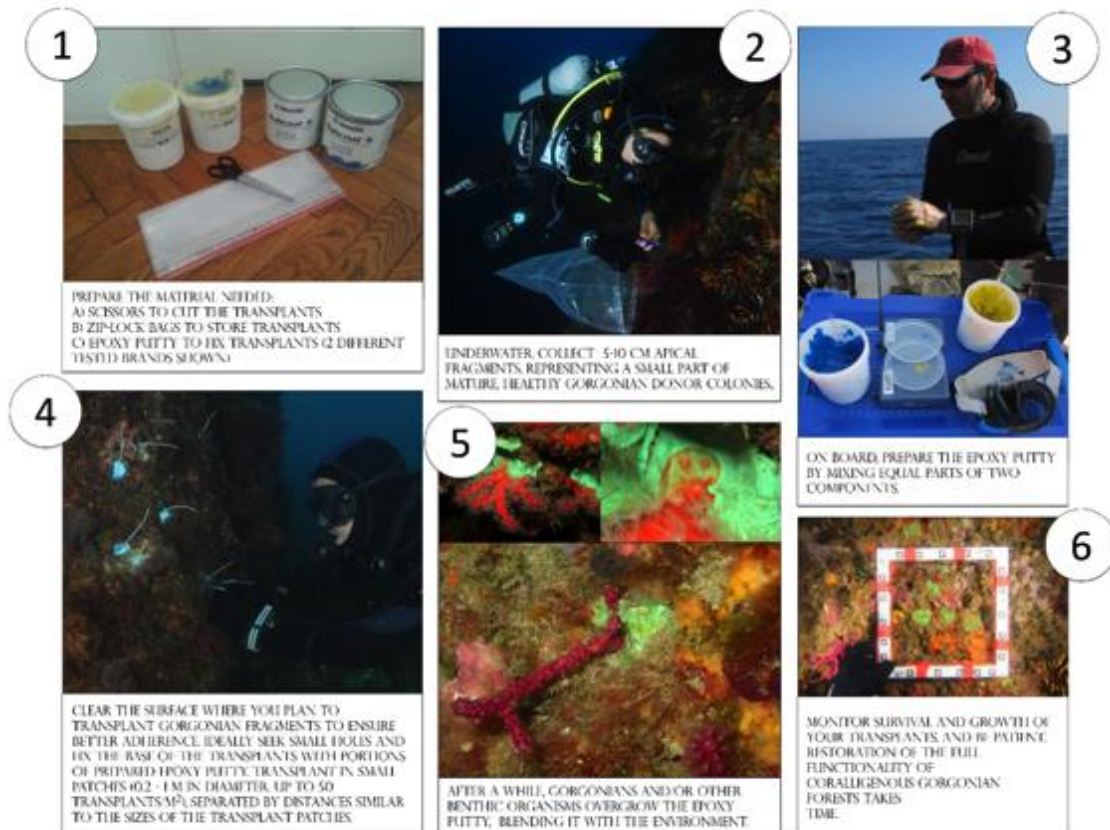 1
PREPARE THE MATERIAL NEEDED:
A) SCISSORS TO CUT THE TRANSPLANTS
B) ZIP-LOCK BAGS TO STORE TRANSPLANTS
C) EPOXY PUTTY TO FIX TRANSPLANTS (2 DIFFERENT
TESTED BRANDS SHOWN)
2
UNDERWATER, COLLECT 5-10 CM APICAL
FRAGMENTS, REPRESENTING A SMALL PART OF
MATURE, HEALTHY GORGONIAN DONOR COLONIES.
3
ON BOARD, PREPARE THE EPOXY PUTTY
BY MIXING EQUAL PARTS OF TWO
COMPONENTS.
4
CLEAR THE SURFACE WHERE YOU PLAN TO
TRANSPLANT GORGONIAN FRAGMENTS TO ENSURE
BETTER ADHERENCE. IDEALLY SEEK SMALL HOLES AND
FIX THE BASE OF THE TRANSPLANTS WITH PORTIONS
OF PREPARED EPOXY PUTTY. TRANSPLANT IN SMALL
PATCHES (0.2 - 1 M IN DIAMETER, UP TO 50
TRANSPLANTS/M²), SEPARATED BY DISTANCES SIMILAR
TO THE SIZES OF THE TRANSPLANT PATCHES.
5
AFTER A WHILE, GORGONIANS AND/OR OTHER
BENTHIC ORGANISMS OVERGROW THE EPOXY
PUTTY, BLENDING IT WITH THE ENVIRONMENT.
6
MONITOR SURVIVAL AND GROWTH OF
YOUR TRANSPLANTS, AND BE PATIENT.
RESTORATION OF THE FULL
FUNCTIONALITY OF
CORALLIGENOUS GORGONIAN
FORESTS TAKES
TIME.